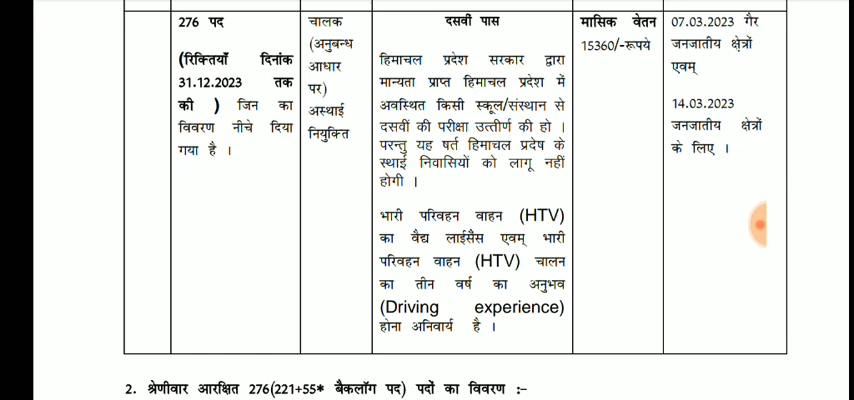 276 पद
(रिक्तियाँ दिनांक
31.12.2023 तक
की ) जिन का
विवरण नीचे दिया
गया है ।
चालक
(अनुबन्ध
आधार
पर)
अस्थाई
नियुक्ति
दसवीं पास
हिमाचल प्रदेश सरकार द्वारा
मान्यता प्राप्त हिमाचल प्रदेश में
अवस्थित किसी स्कूल/संस्थान से
दसवीं की परीक्षा उत्तीर्ण की हो ।
परन्तु यह षर्त हिमाचल प्रदेष के
स्थाई निवासियों को लागू नहीं
होगी ।
भारी परिवहन वाहन (HTV)
का वैद्य लाईसैंस एवम् भारी
परिवहन वाहन (HTV) चालन
का तीन वर्ष का अनुभव
(Driving experience)
होना अनिवार्य है ।
मासिक वेतन
15360/-रूपये
07.03.2023 गैर
जनजातीय क्षेत्रों
एवम्
14.03.2023
जनजातीय क्षेत्रों
के लिए ।
2. श्रेणीवार आरक्षित 276(221+55* बैकलॉग पद) पदों का विवरण :-